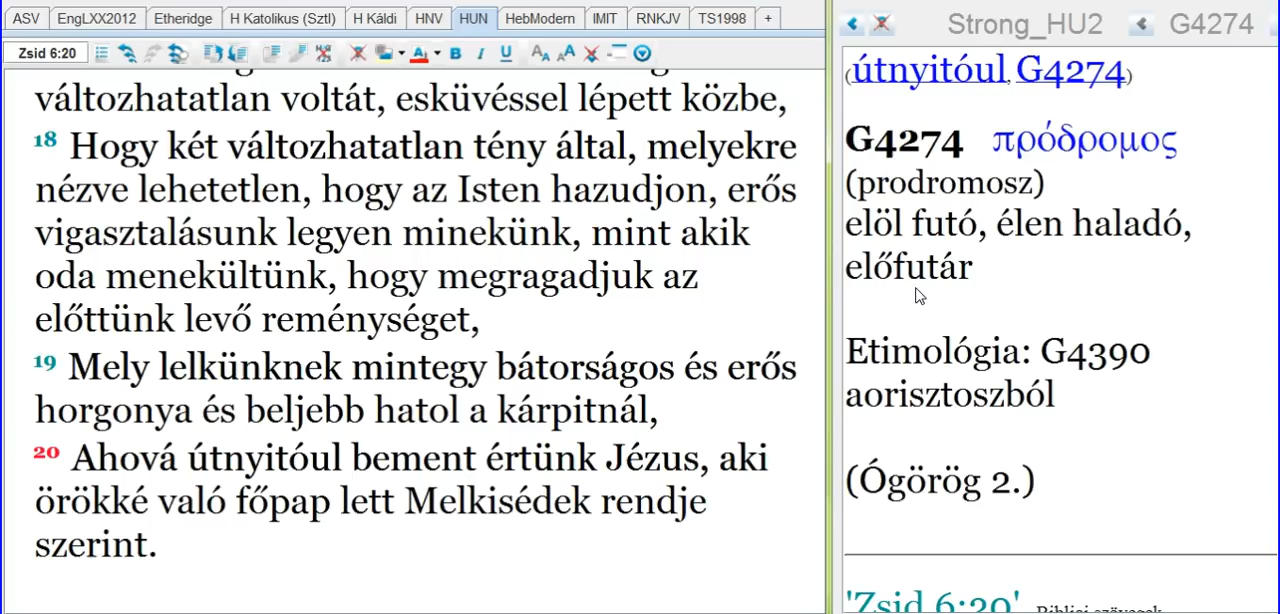 ASV EngLXX2012 Etheridge H Katolikus (Sztl) H Káldi HNV HUN HebModern IMIT RNKJV TS1998 +
Zsid 6:20
változhatatlan voltát, esküvéssel lépett közbe,
18 Hogy két változhatatlan tény által, melyekre
nézve lehetetlen, hogy az Isten hazudjon, erős
vigasztalásunk legyen minekünk, mint akik
oda menekültünk, hogy megragadjuk az
előttünk levő reménységet,
19 Mely lelkünknek mintegy bátorságos és erős
horgonya és beljebb hatol a kárpitnál,
20 Ahová útnyitóul bement értünk Jézus, aki
örökké való főpap lett Melkisédek rendje
szerint.
Strong_HU2 G4274
(útnyitóul, G4274)
G4274 πρόδρομος
(prodromosz)
elöl futó, élen haladó,
előfutár
Etimológia: G4390
aorisztoszból
(Ógörög 2.)
'Zsid 6:20' Bibliai szövegek